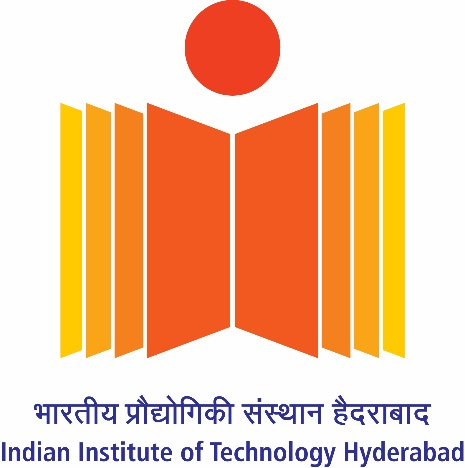 भारतीय प्रौद्योगिकी संस्थान हैदराबाद
Indian Institute of Technology Hyderabad